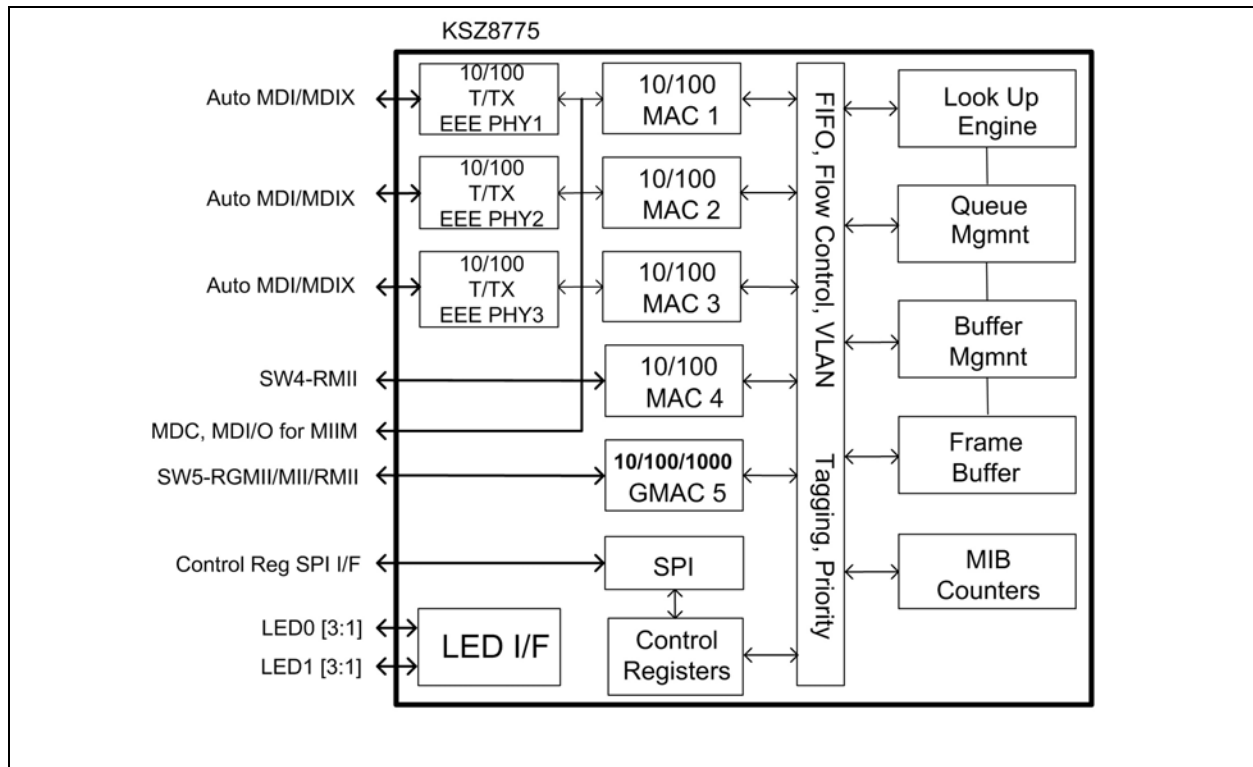 KSZ8775
Auto MDI/MDIX
10/100
T/TX
EEE PHY1
10/100
MAC 1
Look Up
Engine
Auto MDI/MDIX
10/100
T/TX
EEE PHY2
10/100
MAC 2
Queue
Mgmnt
Auto MDI/MDIX
10/100
T/TX
EEE PHY3
10/100
MAC 3
Buffer
Mgmnt
SW4-RMII
10/100
MAC 4
MDC, MDI/O for MIIM
SW5-RGMII/MII/RMII
10/100/1000
GMAC 5
Frame
Buffer
FIFO, Flow Control, VLAN Tagging, Priority
Control Reg SPI I/F
SPI
MIB
Counters
LED0 [3:1]
LED1 [3:1]
LED I/F
Control
Registers